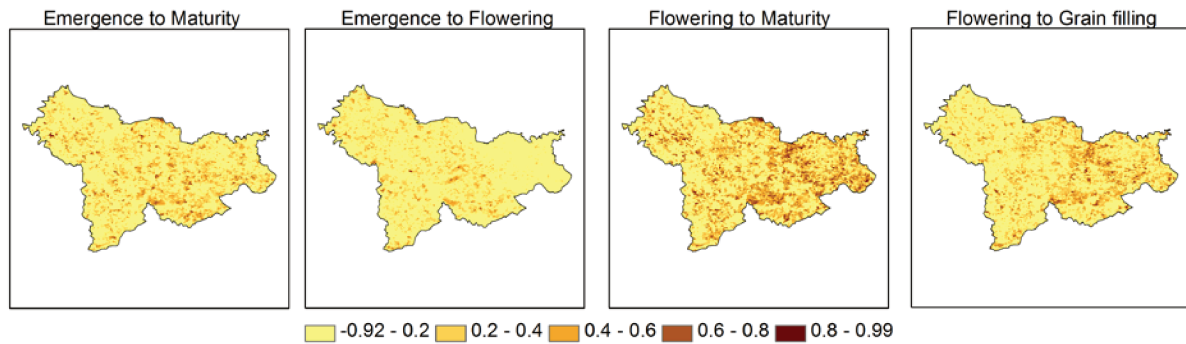 Emergence to Maturity
Emergence to Flowering
Flowering to Maturity
Flowering to Grain filling
-0.92 - 0.2
0.2 - 0.4
0.4 - 0.6
0.6 - 0.8
0.8 - 0.99